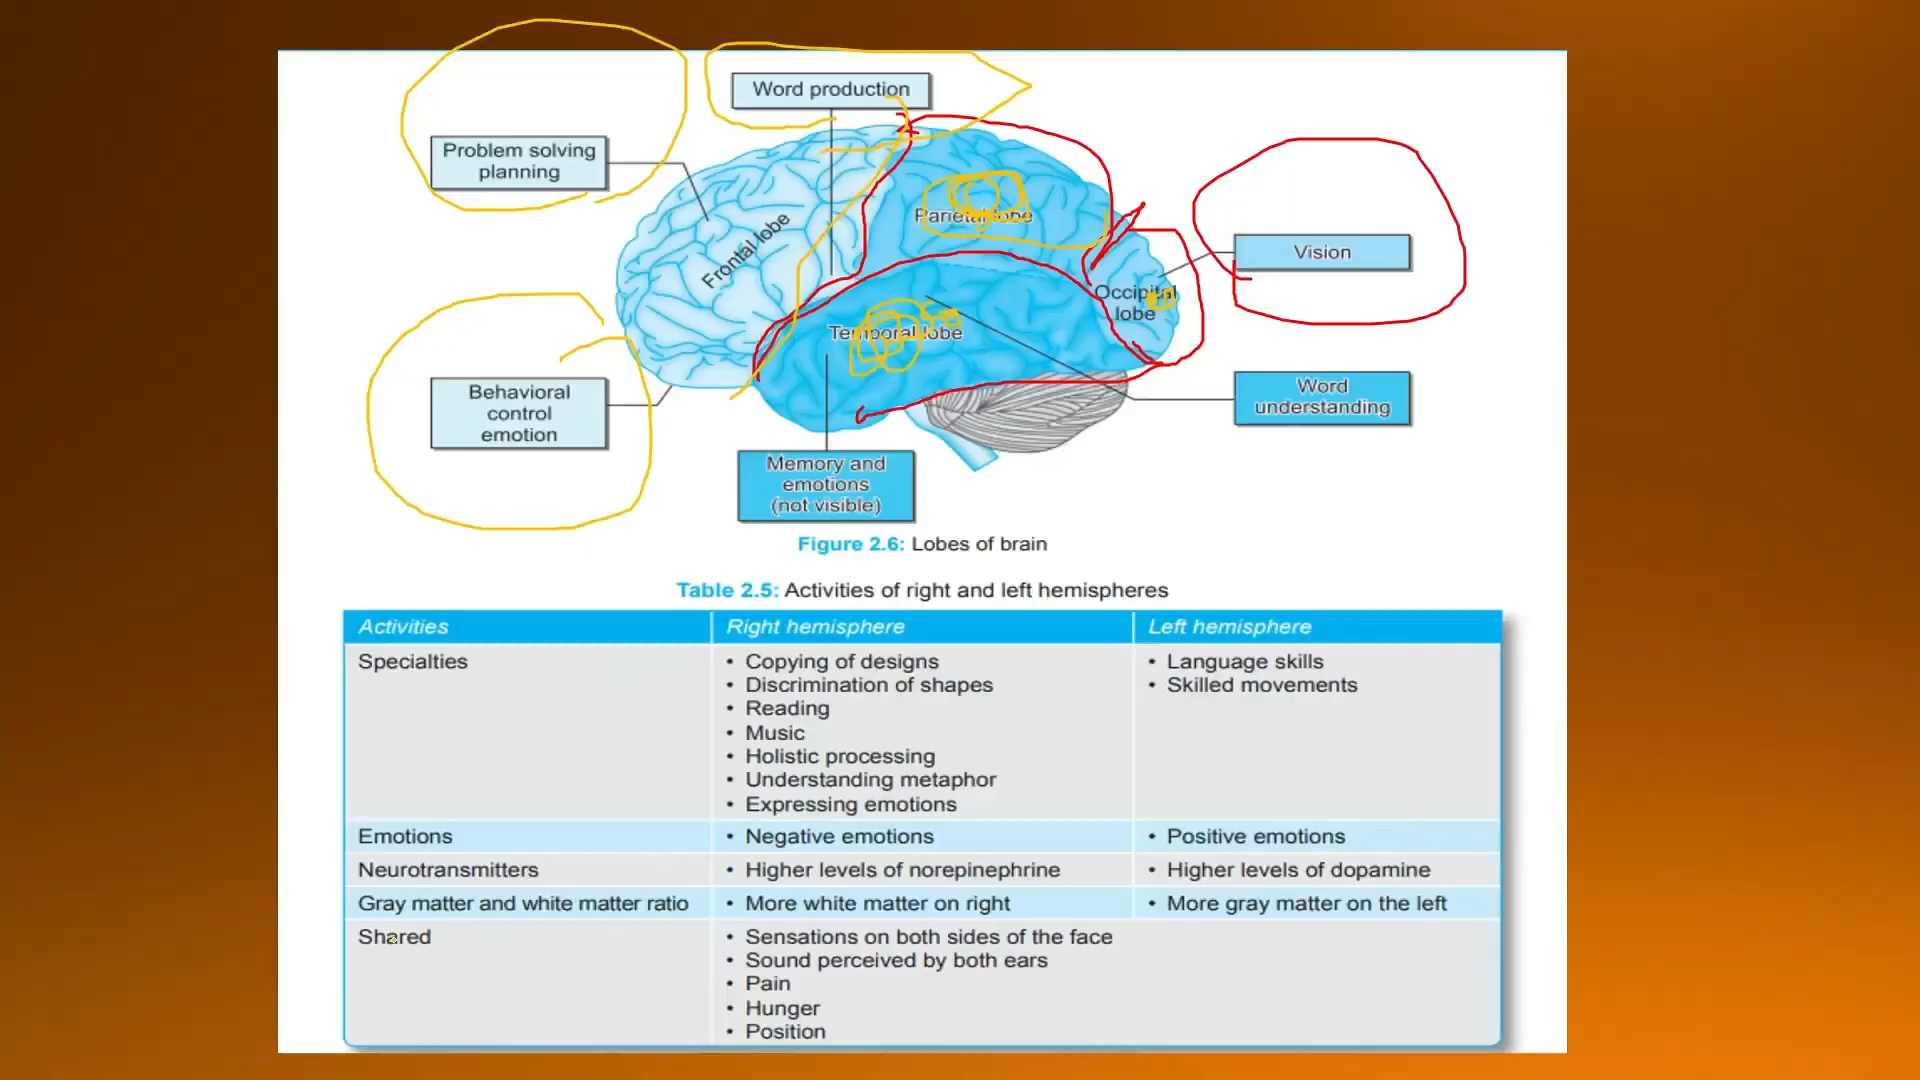 Word production
Problem solving
planning
Frontal lobe
Parietal lobe
Vision
Occipital
lobe
Temporal lobe
Behavioral
control
emotion
Word
understanding
Memory and
emotions
(not visible)
Figure 2.6: Lobes of brain
Table 2.5: Activities of right and left hemispheres
Activities Right hemisphere Left hemisphere
Specialties • Copying of designs • Language skills
• Discrimination of shapes • Skilled movements
• Reading
• Music
• Holistic processing
• Understanding metaphor
• Expressing emotions
Emotions • Negative emotions • Positive emotions
Neurotransmitters • Higher levels of norepinephrine • Higher levels of dopamine
Gray matter and white matter ratio • More white matter on right • More gray matter on the left
Shared • Sensations on both sides of the face
• Sound perceived by both ears
• Pain
• Hunger
• Position